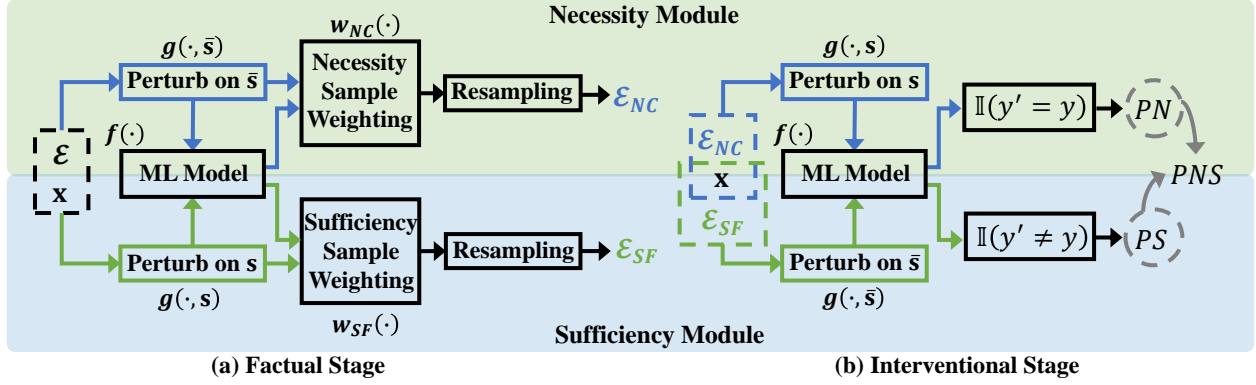 Necessity Module
w_NC(·)
g(·, s̄)
Perturb on s̄
Necessity
Sample
Weighting
Resampling
ℰ_NC
f(·)
ℰ
x
ML Model
Sufficiency
Sample
Weighting
Resampling
ℰ_SF
Perturb on s
g(·, s)
w_SF(·)
g(·, s)
Perturb on s
𝕀(y′ = y)
PN
f(·)
ℰ_NC
x
ℰ_SF
ML Model
PNS
𝕀(y′ ≠ y)
PS
Perturb on s̄
g(·, s̄)
Sufficiency Module
(a) Factual Stage
(b) Interventional Stage